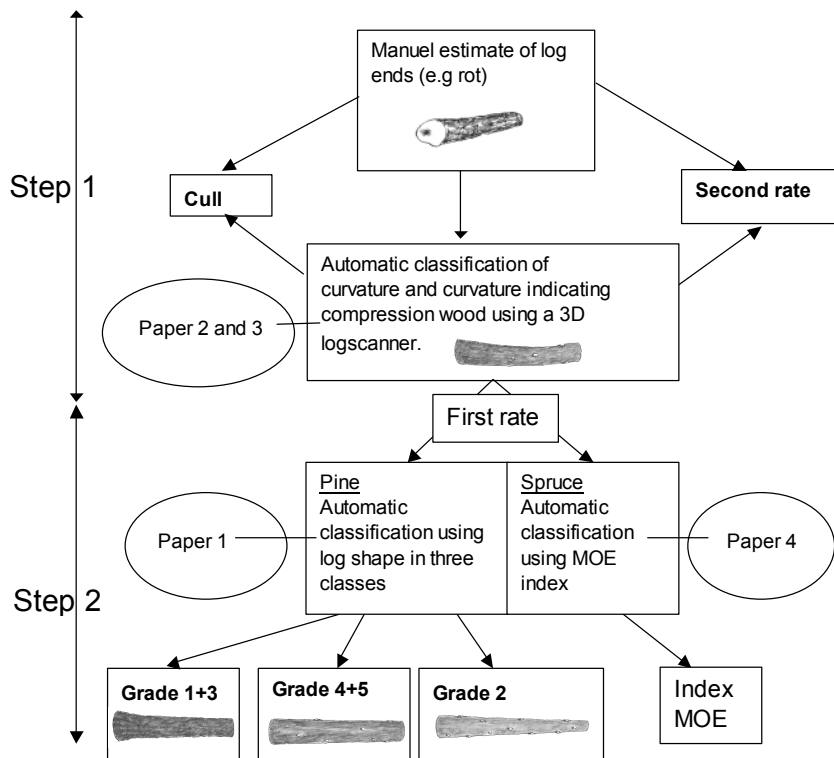 Manuel estimate of log
ends (e.g rot)
Step 1
Cull
Second rate
Automatic classification of
curvature and curvature indicating
compression wood using a 3D
logscanner.
Paper 2 and 3
First rate
Pine
Automatic
classification using
log shape in three
classes
Spruce
Automatic
classification
using MOE
index
Paper 1
Paper 4
Step 2
Grade 1+3
Grade 4+5
Grade 2
Index
MOE